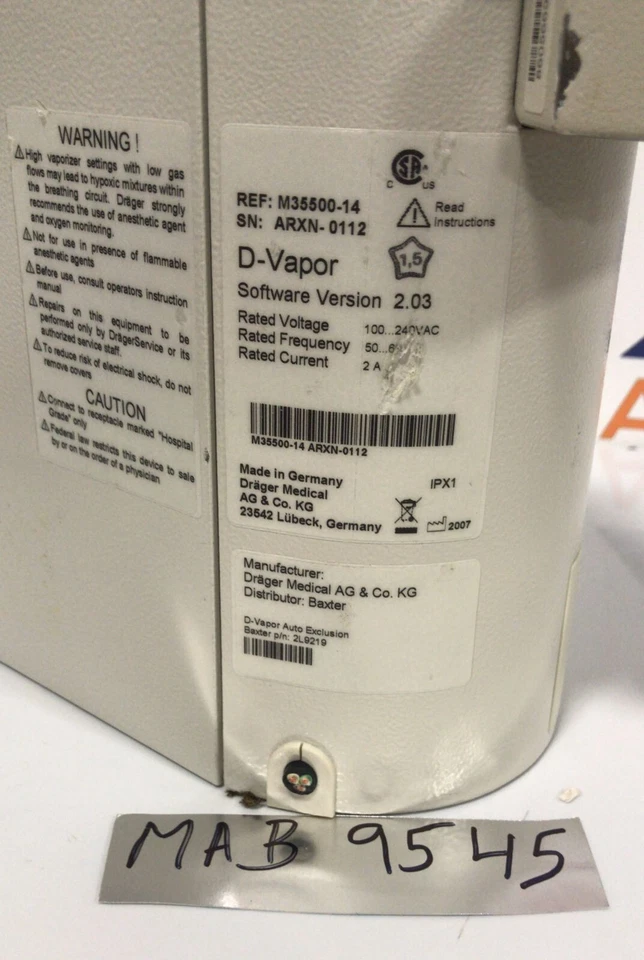 WARNING !
⚠High vaporizer settings with low gas
flows may lead to hypoxic mixtures within
the breathing circuit. Dräger strongly
recommends the use of anesthetic agent
and oxygen monitoring.
⚠Not for use in presence of flammable
anesthetic agents
⚠Before use, consult operators instruction
manual
⚠Repairs on this equipment to be
performed only by DrägerService or its
authorized service staff.
⚠To reduce risk of electrical shock, do not
remove covers
CAUTION
⚠Connect to receptacle marked "Hospital
Grade" only
⚠Federal law restricts this device to sale
by or on the order of a physician
C SA US
REF: M35500-14
SN: ARXN-0112
Read
Instructions
D-Vapor
1,5
Software Version 2.03
Rated Voltage 100...240VAC
Rated Frequency 50...
Rated Current 2 A
M35500-14 ARXN-0112
Made in Germany
Dräger Medical
AG & Co. KG
23542 Lübeck, Germany
IPX1
2007
Manufacturer:
Dräger Medical AG & Co. KG
Distributor: Baxter
D-Vapor Auto Exclusion
Baxter p/n: 2L9219
MAB 9545